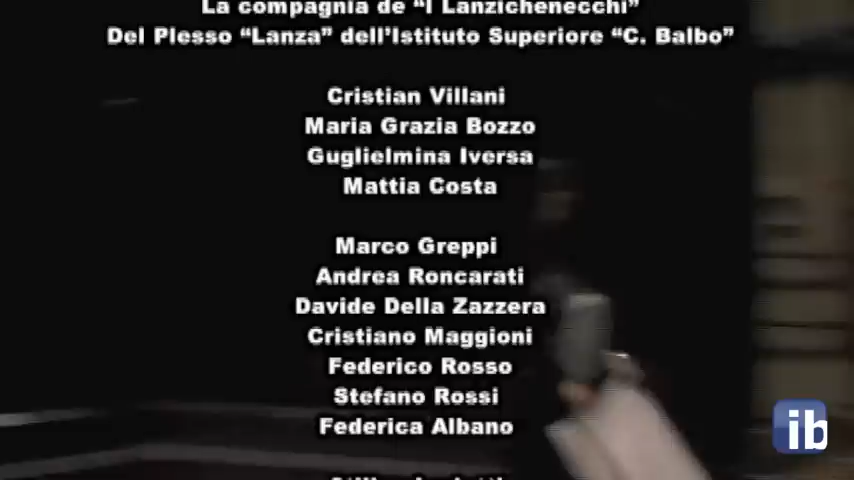 La compagnia de “I Lanzichenecchi”
Del Plesso “Lanza” dell’Istituto Superiore “C. Balbo”
Cristian Villani
Maria Grazia Bozzo
Guglielmina Iversa
Mattia Costa
Marco Greppi
Andrea Roncarati
Davide Della Zazzera
Cristiano Maggioni
Federico Rosso
Stefano Rossi
Federica Albano
ib